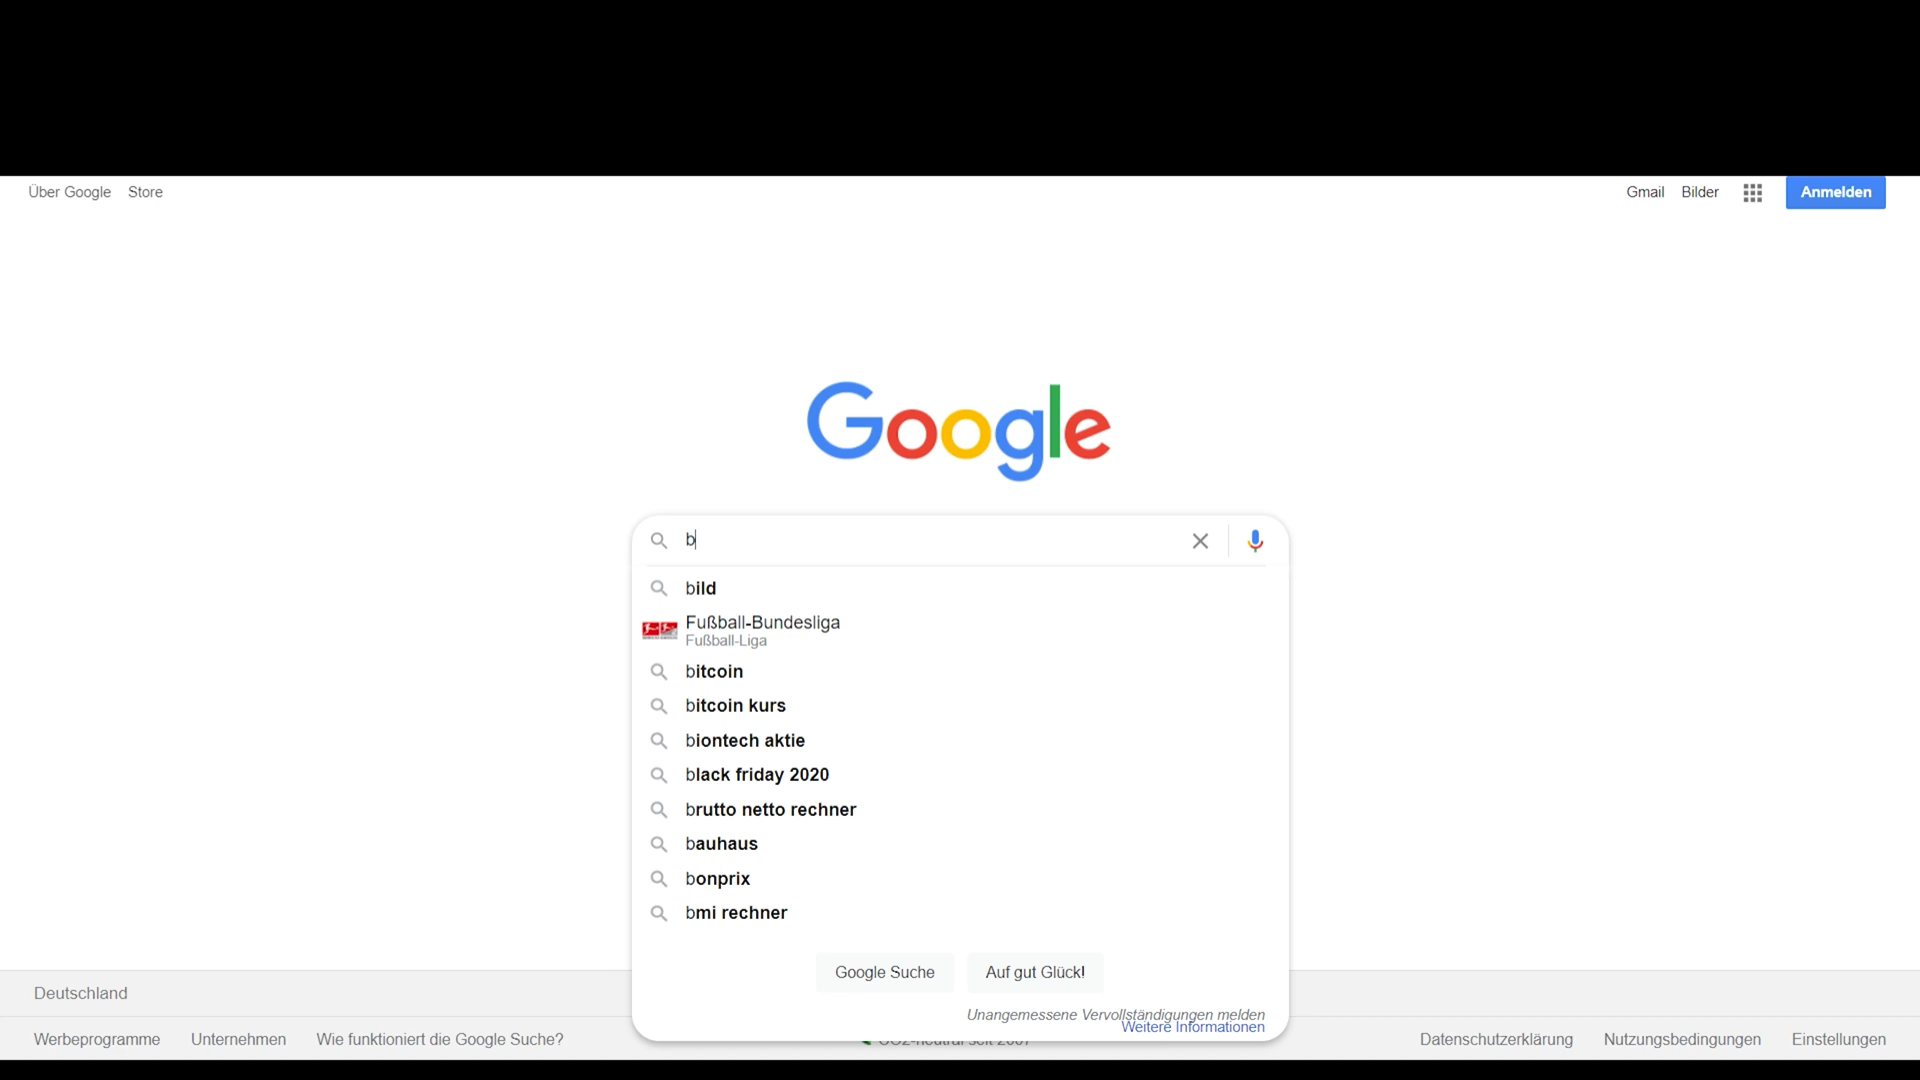 Über Google Store
Gmail Bilder Anmelden
Google
b
bild
Fußball-Bundesliga
Fußball-Liga
bitcoin
bitcoin kurs
biontech aktie
black friday 2020
brutto netto rechner
bauhaus
bonprix
bmi rechner
Google Suche Auf gut Glück!
Unangemessene Vervollständigungen melden
Weitere Informationen
Deutschland
Werbeprogramme Unternehmen Wie funktioniert die Google Suche?
Datenschutzerklärung Nutzungsbedingungen Einstellungen